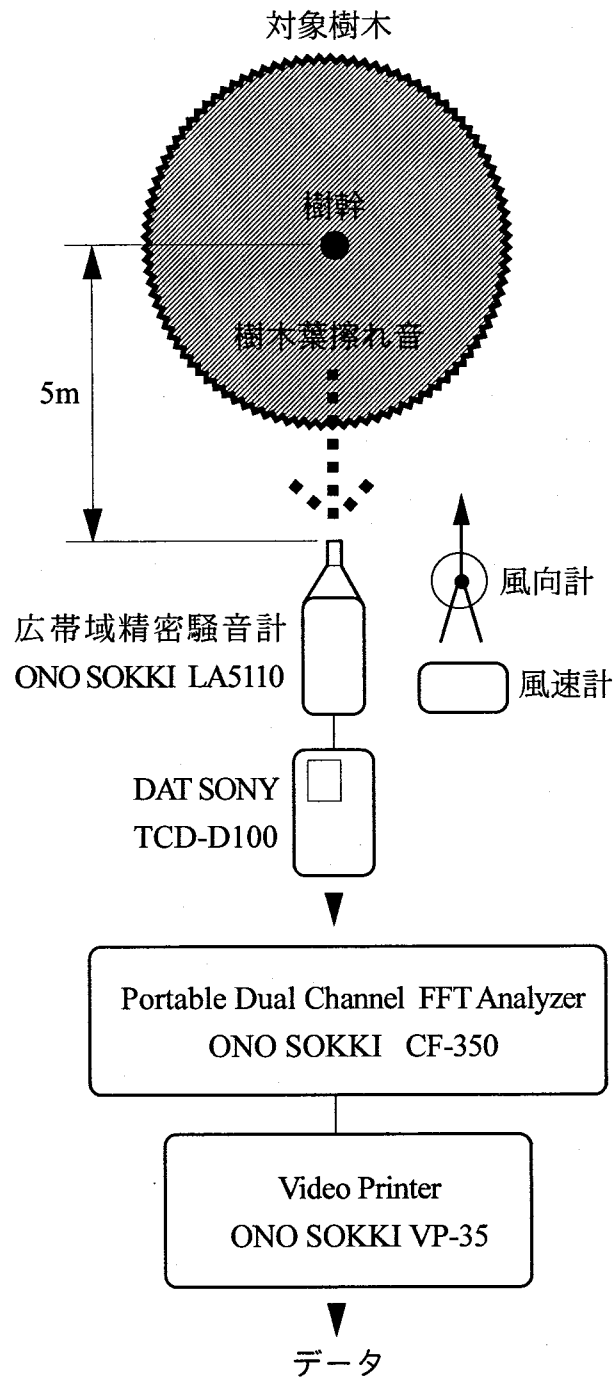 対象樹木
樹幹
樹木葉擦れ音
5m
風向計
広帯域精密騒音計
ONO SOKKI LA5110
風速計
DAT SONY
TCD-D100
Portable Dual Channel FFT Analyzer
ONO SOKKI CF-350
Video Printer
ONO SOKKI VP-35
データ